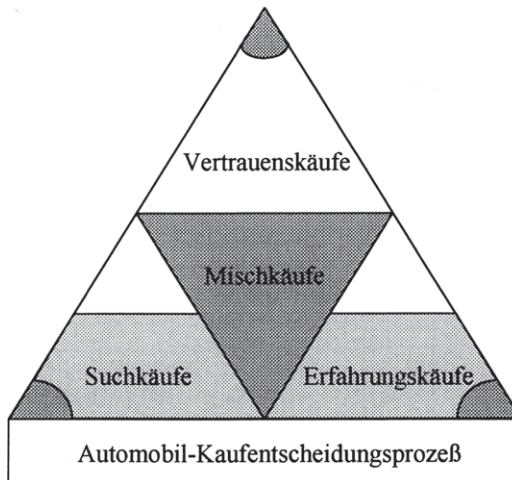 Vertrauenskäufe
Mischkäufe
Suchkäufe Erfahrungskäufe
Automobil-Kaufentscheidungsprozeß